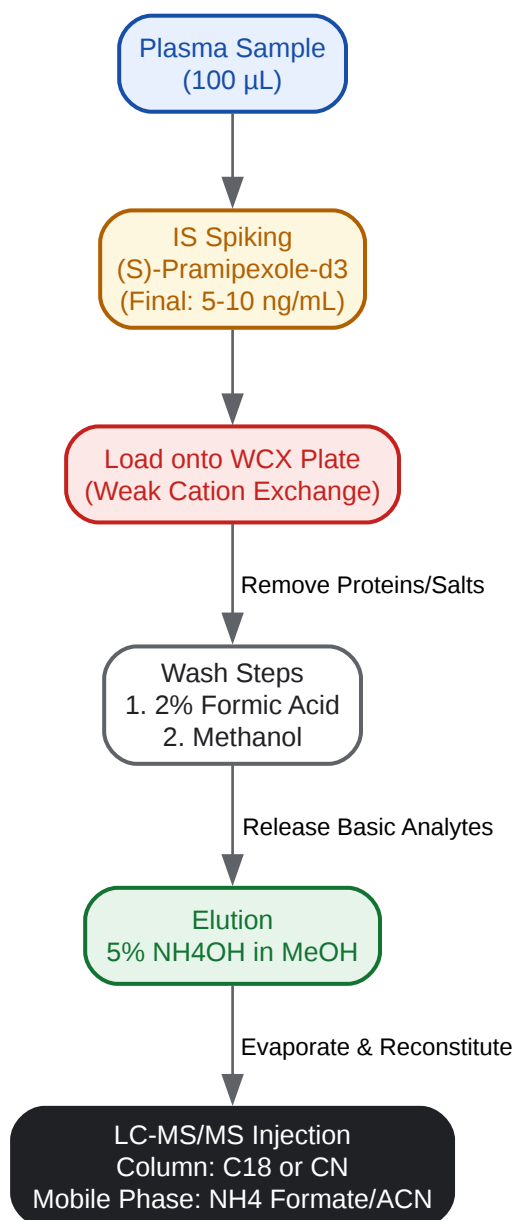 Plasma Sample
(100 µL)
IS Spiking
(S)-Pramipexole-d3
(Final: 5-10 ng/mL)
Load onto WCX Plate
(Weak Cation Exchange)
Remove Proteins/Salts
Wash Steps
1. 2% Formic Acid
2. Methanol
Release Basic Analytes
Elution
5% NH4OH in MeOH
Evaporate & Reconstitute
LC-MS/MS Injection
Column: C18 or CN
Mobile Phase: NH4 Formate/ACN